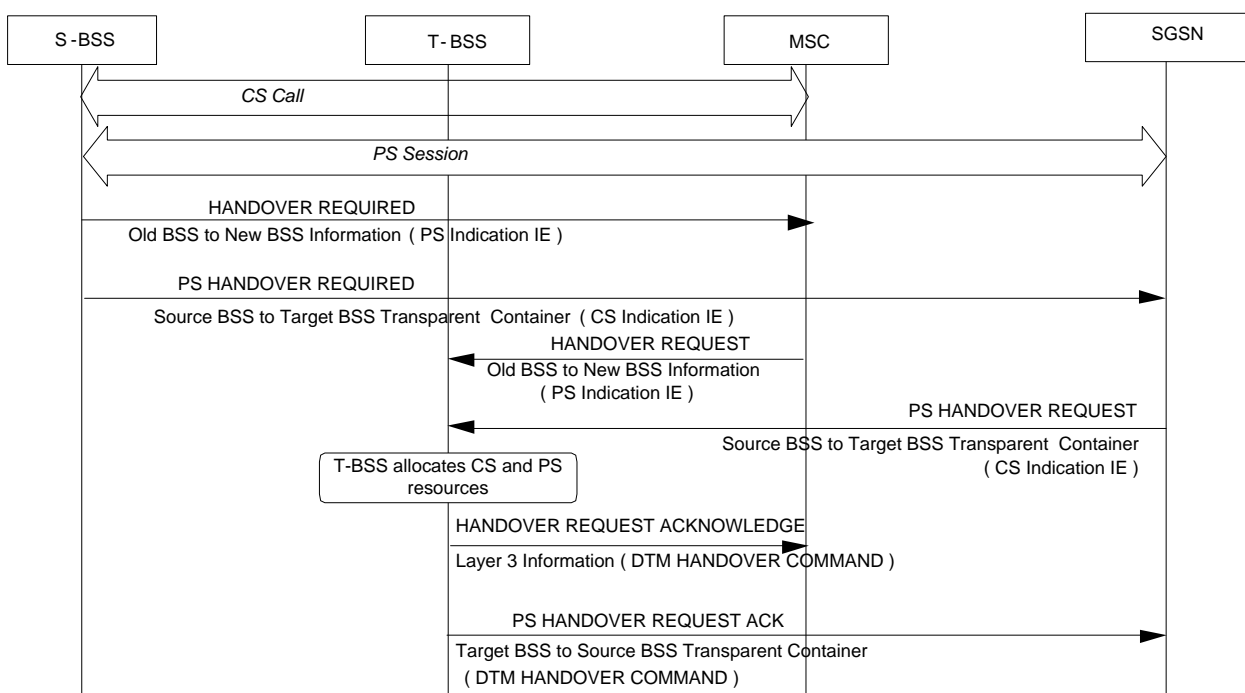 S-BSS
T-BSS
MSC
SGSN
CS Call
PS Session
HANDOVER REQUIRED
Old BSS to New BSS Information ( PS Indication IE )
PS HANDOVER REQUIRED
Source BSS to Target BSS Transparent Container ( CS Indication IE )
HANDOVER REQUEST
Old BSS to New BSS Information
( PS Indication IE )
PS HANDOVER REQUEST
Source BSS to Target BSS Transparent Container
( CS Indication IE )
T-BSS allocates CS and PS
resources
HANDOVER REQUEST ACKNOWLEDGE
Layer 3 Information ( DTM HANDOVER COMMAND )
PS HANDOVER REQUEST ACK
Target BSS to Source BSS Transparent Container
( DTM HANDOVER COMMAND )